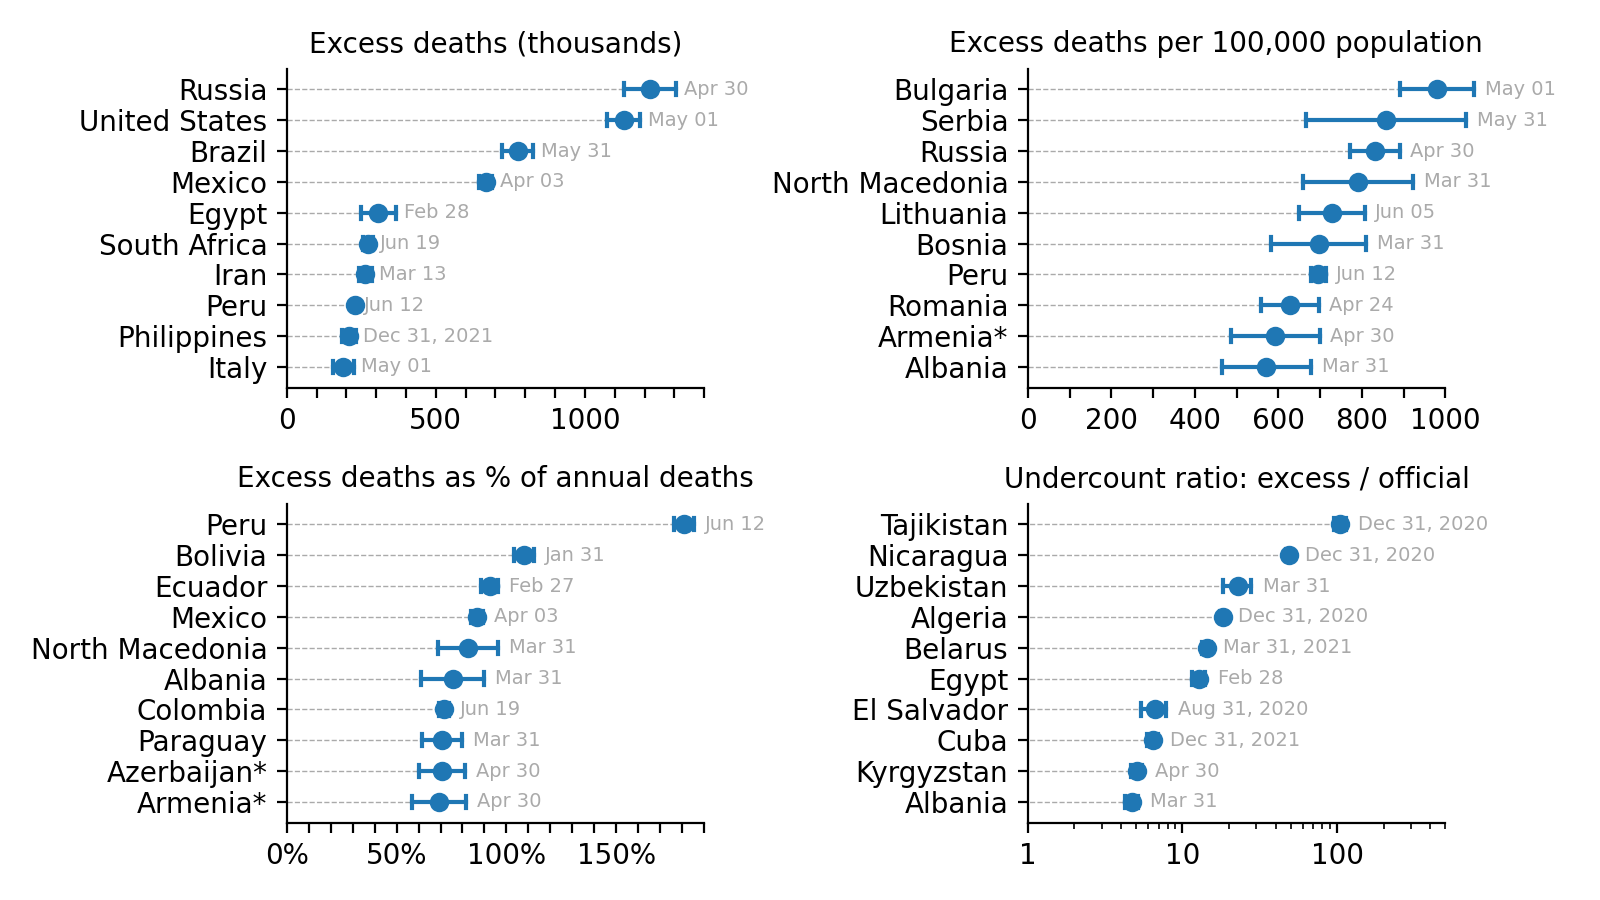 Excess deaths (thousands)
Russia Apr 30
United States May 01
Brazil May 31
Mexico Apr 03
Egypt Feb 28
South Africa Jun 19
Iran Mar 13
Peru Jun 12
Philippines Dec 31, 2021
Italy May 01
0 500 1000
Excess deaths per 100,000 population
Bulgaria May 01
Serbia May 31
Russia Apr 30
North Macedonia Mar 31
Lithuania Jun 05
Bosnia Mar 31
Peru Jun 12
Romania Apr 24
Armenia* Apr 30
Albania Mar 31
0 200 400 600 800 1000
Excess deaths as % of annual deaths
Peru Jun 12
Bolivia Jan 31
Ecuador Feb 27
Mexico Apr 03
North Macedonia Mar 31
Albania Mar 31
Colombia Jun 19
Paraguay Mar 31
Azerbaijan* Apr 30
Armenia* Apr 30
0% 50% 100% 150%
Undercount ratio: excess / official
Tajikistan Dec 31, 2020
Nicaragua Dec 31, 2020
Uzbekistan Mar 31
Algeria Dec 31, 2020
Belarus Mar 31, 2021
Egypt Feb 28
El Salvador Aug 31, 2020
Cuba Dec 31, 2021
Kyrgyzstan Apr 30
Albania Mar 31
1 10 100